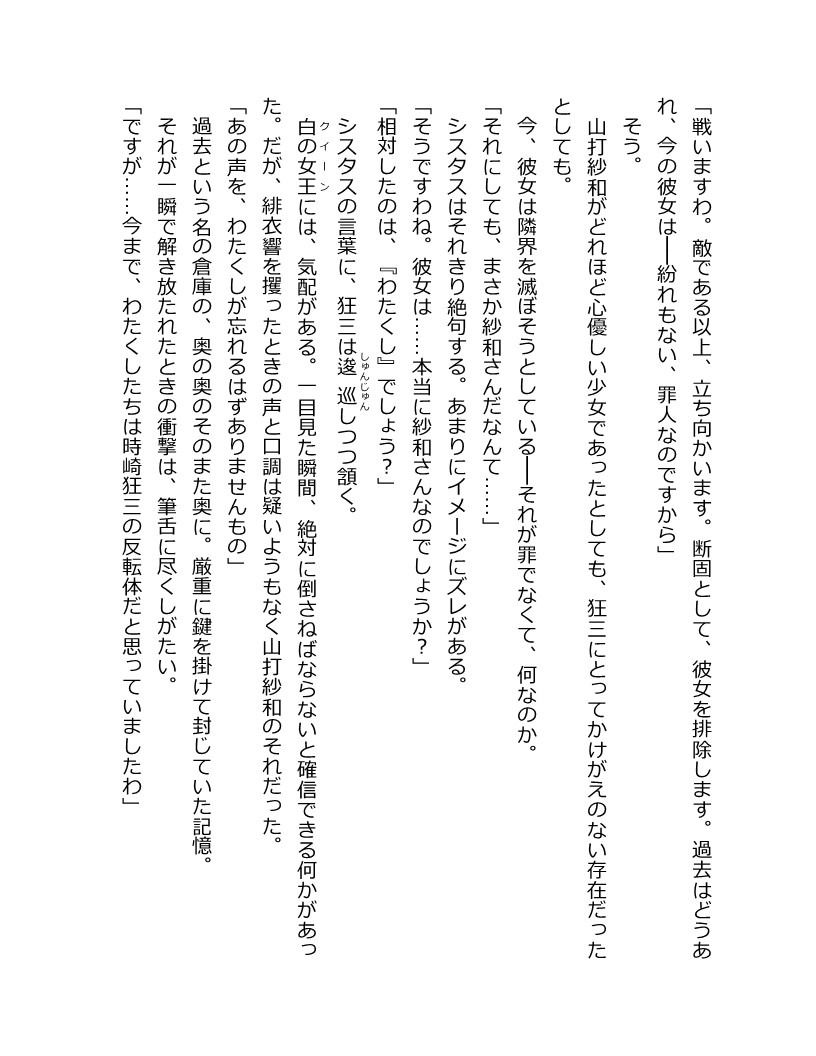 「戦いますわ。敵である以上、立ち向かいます。断固として、彼女を排除します。過去はどうあ
れ、今の彼女は──紛れもない、罪人なのですから」
そう。
山打紗和がどれほど心優しい少女であったとしても、狂三にとってかけがえのない存在だった
としても。
今、彼女は隣界を滅ぼそうとしている──それが罪でなくて、何なのか。
「それにしても、まさか紗和さんだなんて……」
シスタスはそれきり絶句する。あまりにイメージにズレがある。
「そうですわね。彼女は……本当に紗和さんなのでしょうか？」
「相対したのは、『わたくし』でしょう？」
シスタスの言葉に、狂三は逡巡しつつ頷く。
しゅんじゅん
白の女王には、気配がある。一目見た瞬間、絶対に倒さねばならないと確信できる何かがあっ
クイーン
た。だが、緋衣響を攫ったときの声と口調は疑いようもなく山打紗和のそれだった。
「あの声を、わたくしが忘れるはずありませんもの」
過去という名の倉庫の、奥の奥のそのまた奥に。厳重に鍵を掛けて封じていた記憶。
それが一瞬で解き放たれたときの衝撃は、筆舌に尽くしがたい。
「ですが……今まで、わたくしたちは時崎狂三の反転体だと思っていましたわ」